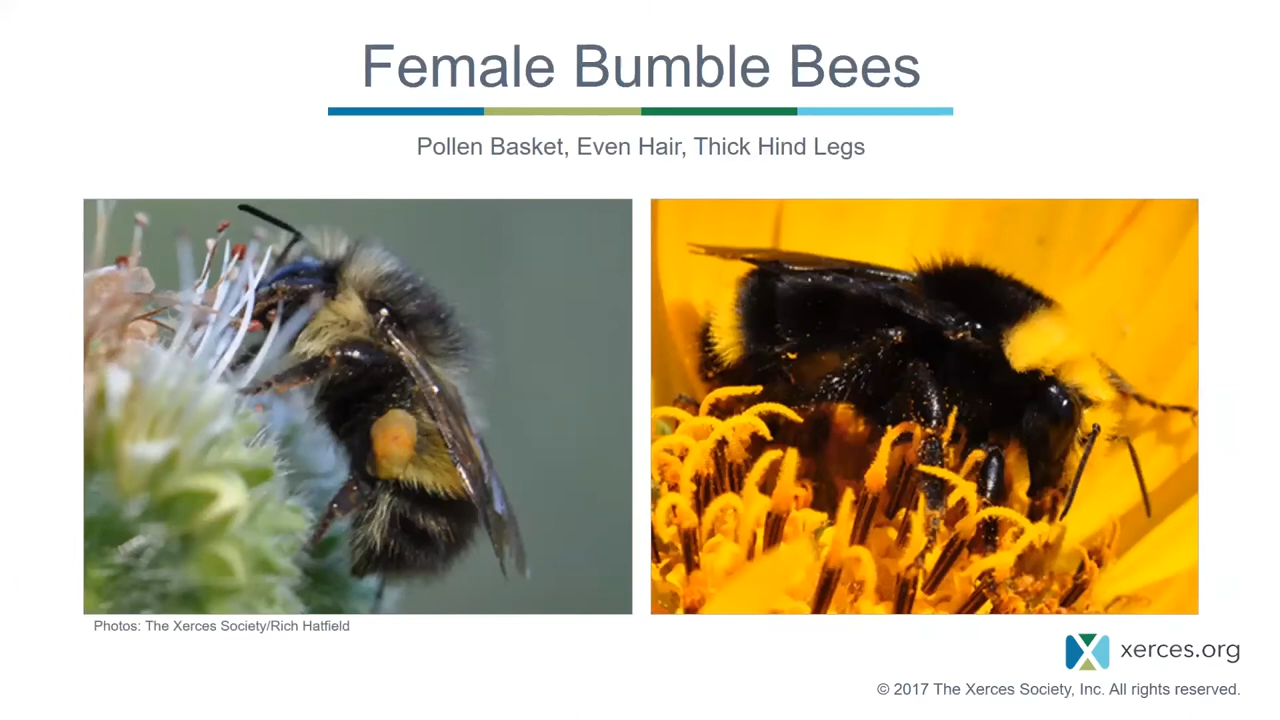 Female Bumble Bees
Pollen Basket, Even Hair, Thick Hind Legs
Photos: The Xerces Society/Rich Hatfield
xerces.org
© 2017 The Xerces Society, Inc. All rights reserved.